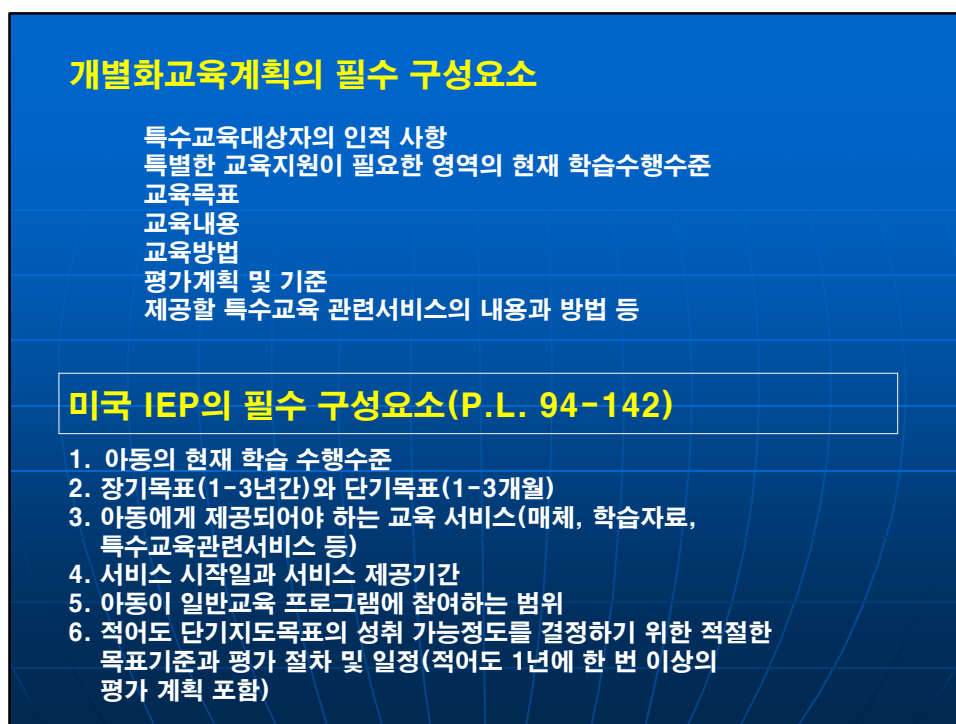 개별화교육계획의 필수 구성요소
특수교육대상자의 인적 사항
특별한 교육지원이 필요한 영역의 현재 학습수행수준
교육목표
교육내용
교육방법
평가계획 및 기준
제공할 특수교육 관련서비스의 내용과 방법 등
미국 IEP의 필수 구성요소(P.L. 94-142)
1. 아동의 현재 학습 수행수준
2. 장기목표(1-3년간)와 단기목표(1-3개월)
3. 아동에게 제공되어야 하는 교육 서비스(매체, 학습자료,
특수교육관련서비스 등)
4. 서비스 시작일과 서비스 제공기간
5. 아동이 일반교육 프로그램에 참여하는 범위
6. 적어도 단기지도목표의 성취 가능정도를 결정하기 위한 적절한
목표기준과 평가 절차 및 일정(적어도 1년에 한 번 이상의
평가 계획 포함)